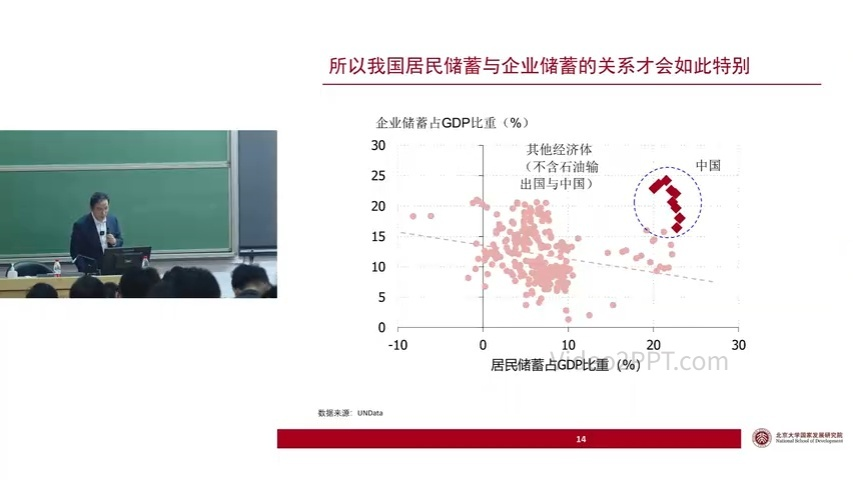 所以我国居民储蓄与企业储蓄的关系才会如此特别
企业储蓄占GDP比重（%）
30
25
20
15
10
5
0
-10
0
10
20
30
其他经济体
（不含石油输
出国与中国）
中国
Video2PPT.com
居民储蓄占GDP比重（%）
数据来源：UNData
14
北京大学国家发展研究院
National School of Development